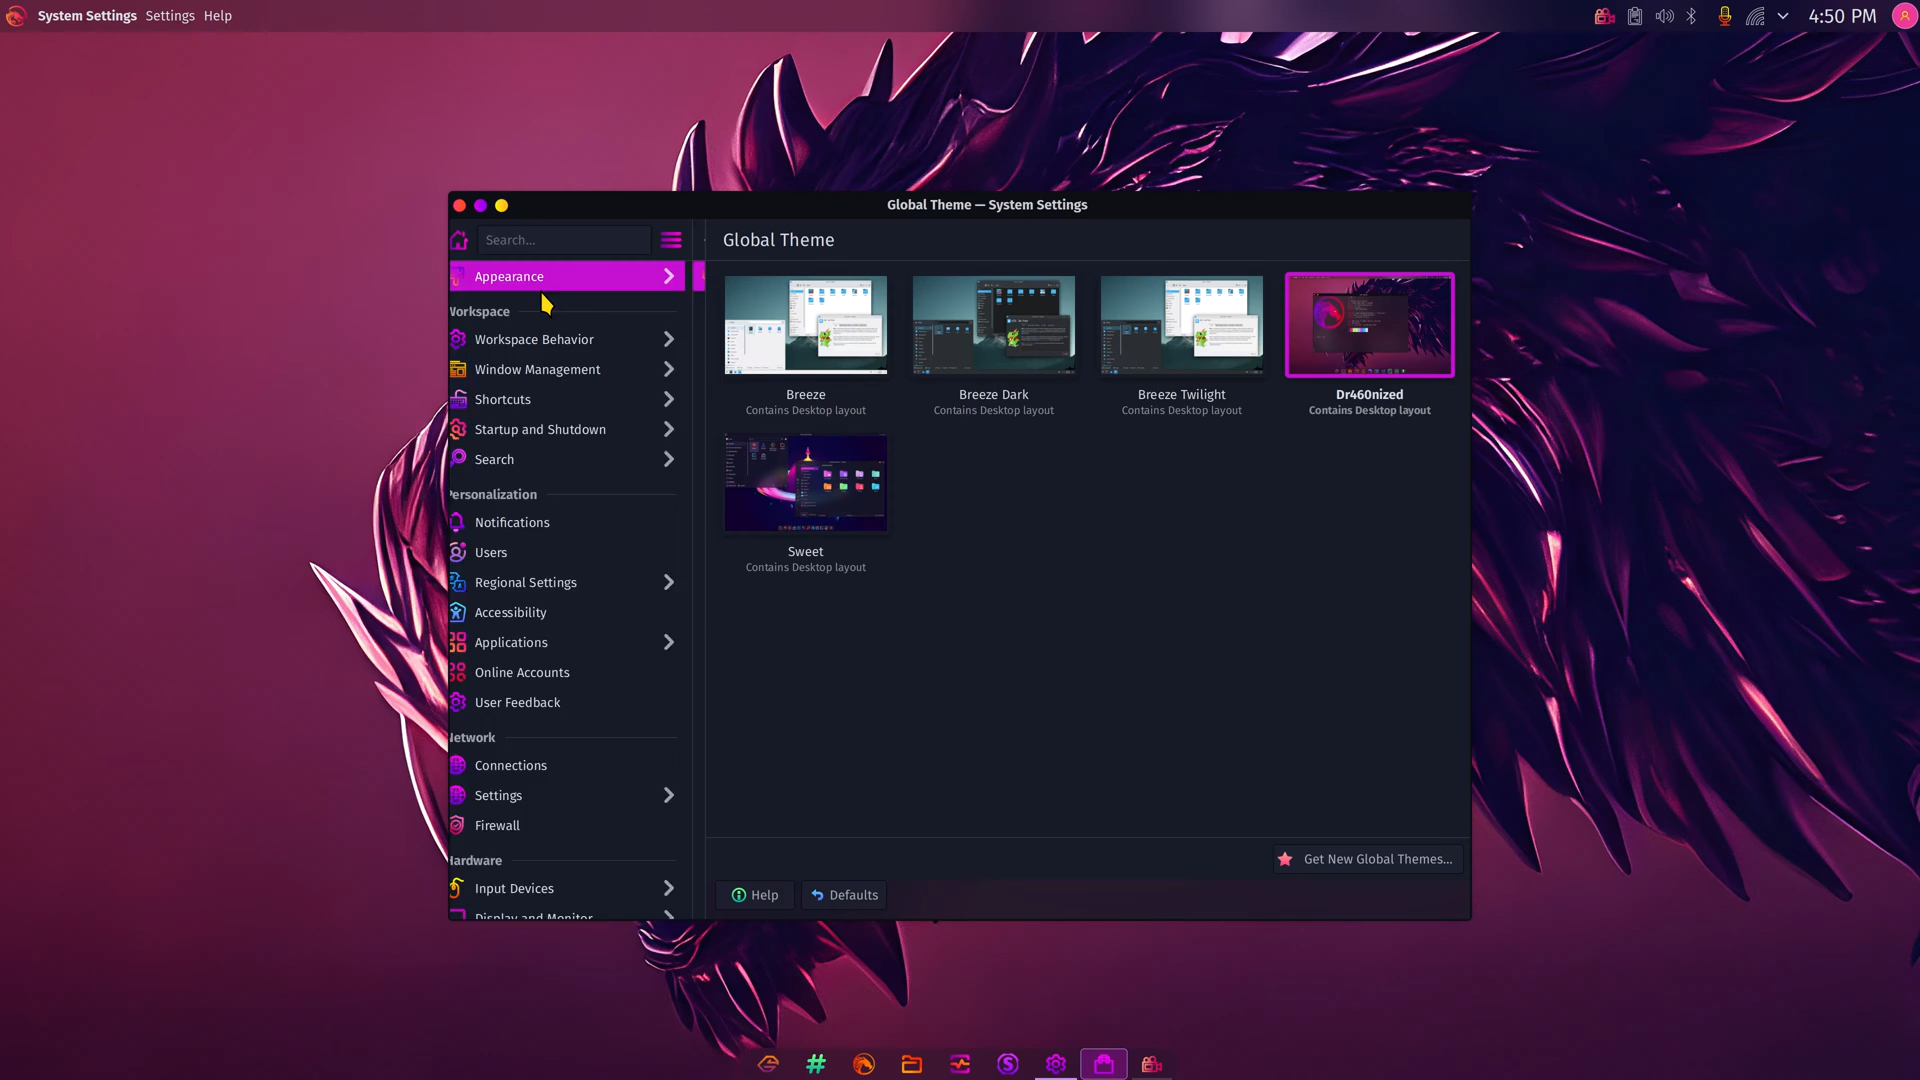 System Settings Settings Help
4:50 PM
Global Theme — System Settings
Search...
Appearance
Workspace
Workspace Behavior
Window Management
Shortcuts
Startup and Shutdown
Search
Personalization
Notifications
Users
Regional Settings
Accessibility
Applications
Online Accounts
User Feedback
Network
Connections
Settings
Firewall
Hardware
Input Devices
Display and Monitor
Global Theme
Breeze
Contains Desktop layout
Breeze Dark
Contains Desktop layout
Breeze Twilight
Contains Desktop layout
Dr460nized
Contains Desktop layout
Sweet
Contains Desktop layout
Get New Global Themes...
Help
Defaults